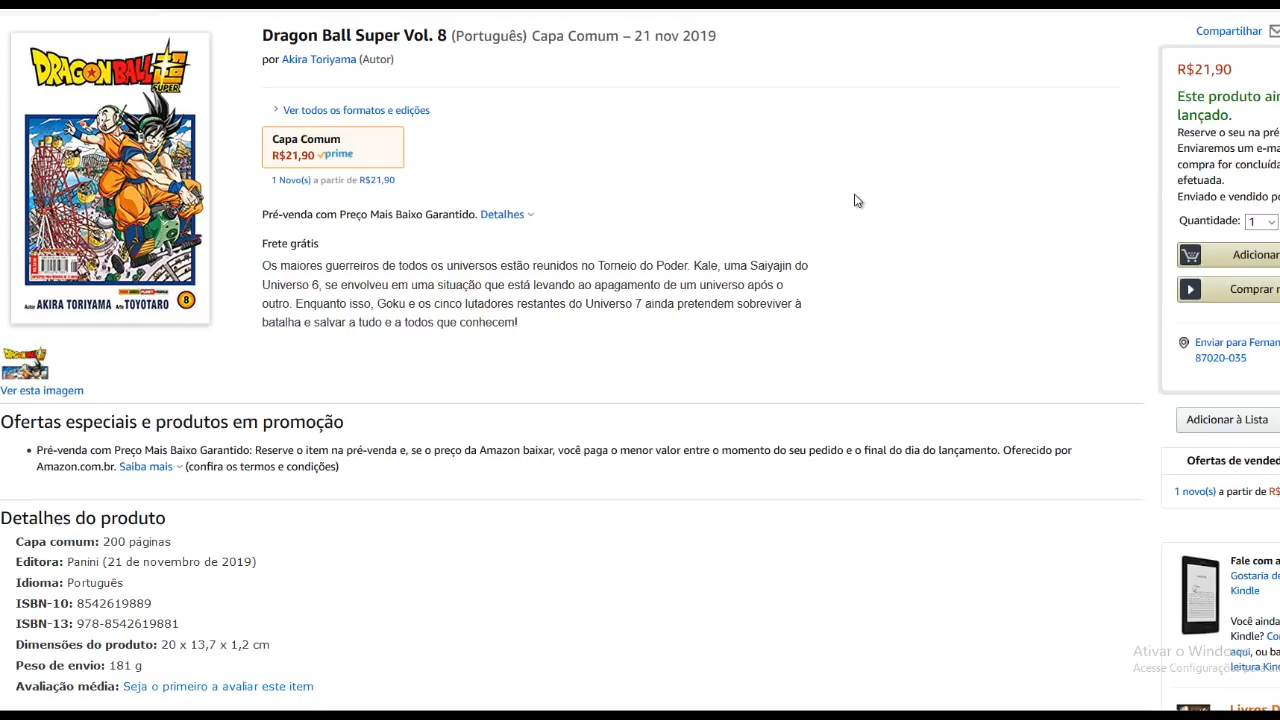 Dragon Ball Super Vol. 8 (Português) Capa Comum – 21 nov 2019
por Akira Toriyama (Autor)
Ver todos os formatos e edições
Capa Comum
R$21,90 prime
1 Novo(s) a partir de R$21,90
Pré-venda com Preço Mais Baixo Garantido. Detalhes
Frete grátis
Os maiores guerreiros de todos os universos estão reunidos no Torneio do Poder. Kale, uma Saiyajin do
Universo 6, se envolveu em uma situação que está levando ao apagamento de um universo após o
outro. Enquanto isso, Goku e os cinco lutadores restantes do Universo 7 ainda pretendem sobreviver à
batalha e salvar a tudo e a todos que conhecem!
DRAGON BALL
SUPER
Autor AKIRA TORIYAMA Arte TOYOTARO 8
Ver esta imagem
Ofertas especiais e produtos em promoção
Pré-venda com Preço Mais Baixo Garantido: Reserve o item na pré-venda e, se o preço da Amazon baixar, você paga o menor valor entre o momento do seu pedido e o final do dia do lançamento. Oferecido por
Amazon.com.br. Saiba mais (confira os termos e condições)
Detalhes do produto
Capa comum: 200 páginas
Editora: Panini (21 de novembro de 2019)
Idioma: Português
ISBN-10: 8542619889
ISBN-13: 978-8542619881
Dimensões do produto: 20 x 13,7 x 1,2 cm
Peso de envio: 181 g
Avaliação média: Seja o primeiro a avaliar este item
Compartilhar
R$21,90
Este produto ain
lançado.
Reserve o seu na pré
Enviaremos um e-ma
compra for concluída
efetuada.
Enviado e vendido po
Quantidade: 1
Adicionar
Comprar
Enviar para Fernan
87020-035
Adicionar à Lista
Ofertas de vended
1 novo(s) a partir de R$
Fale com a
Gostaria de
Kindle
Você ainda
Kindle? Co
aqui, ou ba
leitura Kin
Ativar o Windows
Acesse Configurações
Livros D